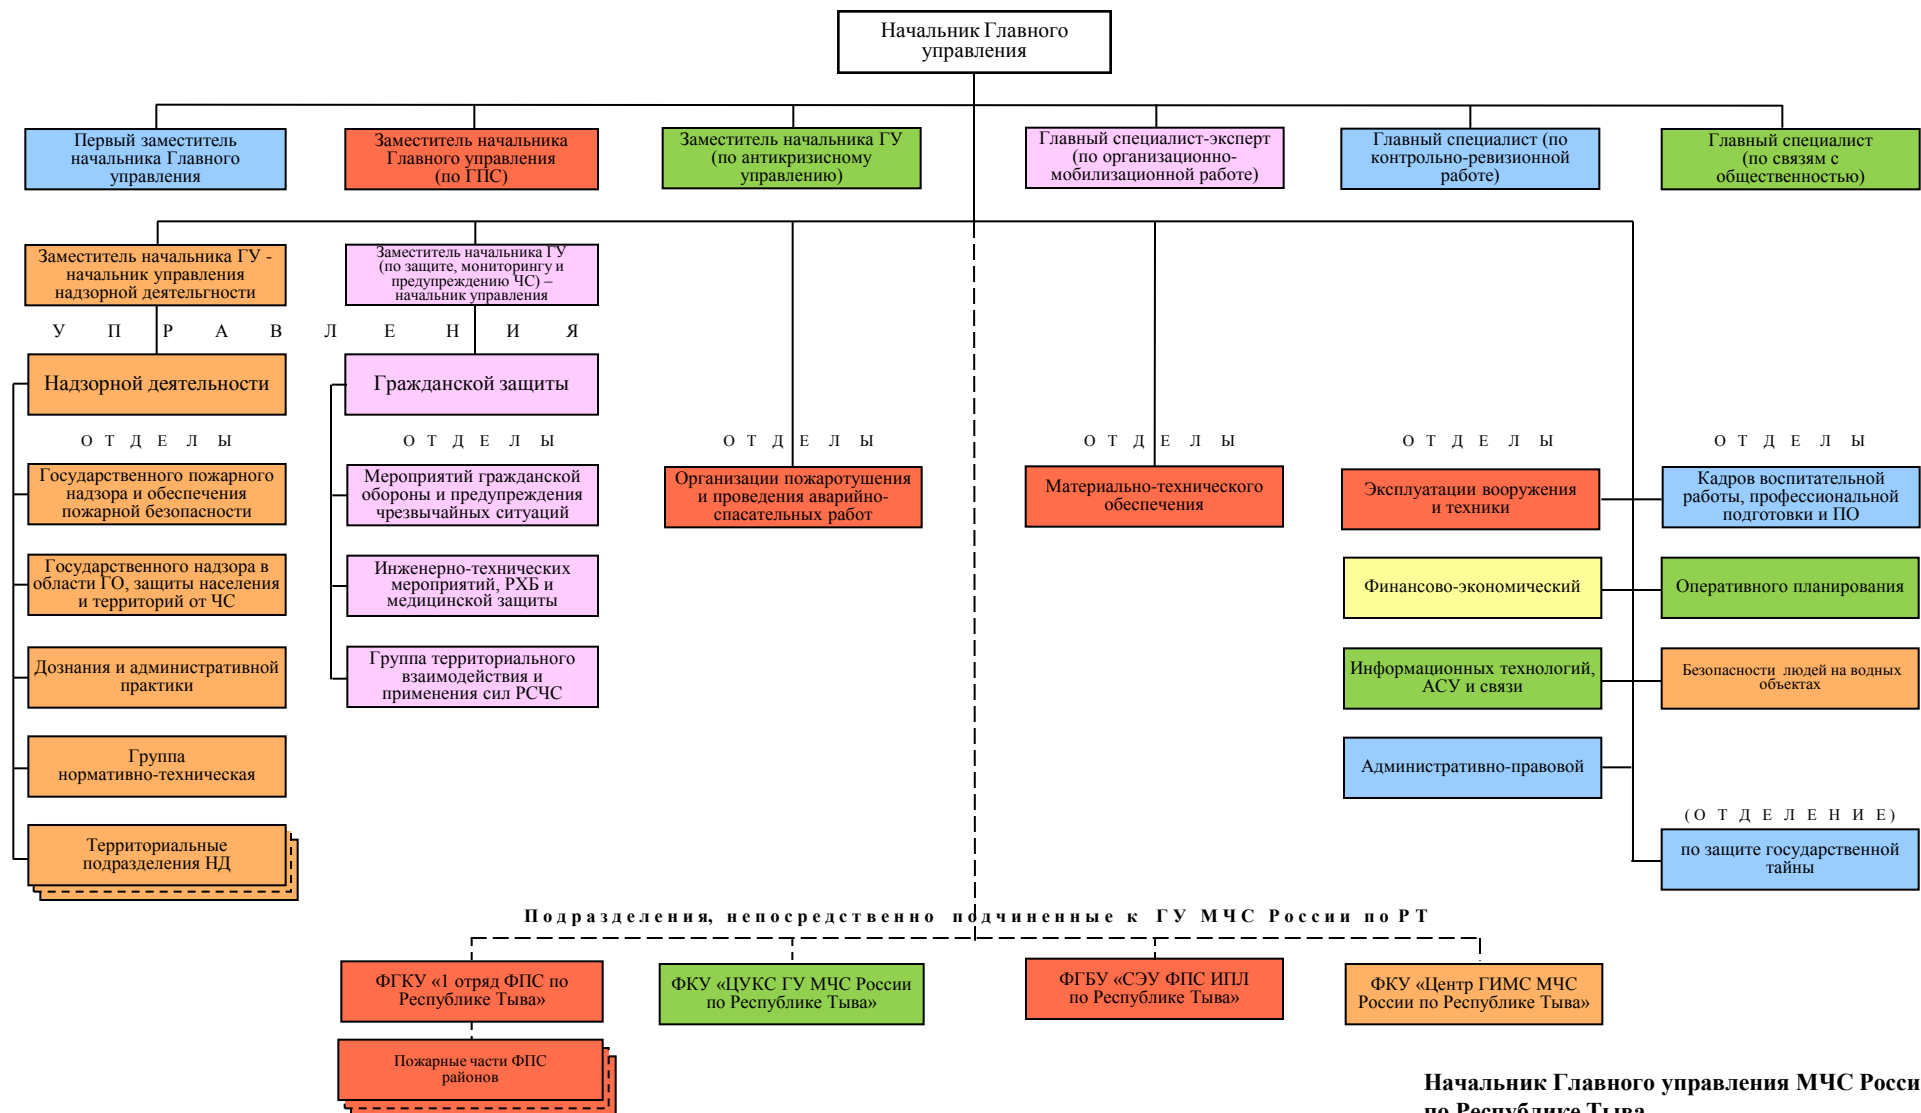 Начальник Главного
управления
Первый заместитель
начальника Главного
управления
Заместитель начальника
Главного управления
(по ГПС)
Заместитель начальника ГУ
(по антикризисному
управлению)
Главный специалист-эксперт
(по организационно-
мобилизационной работе)
Главный специалист (по
контрольно-ревизионной
работе)
Главный специалист
(по связям с
общественностью)
Заместитель начальника ГУ -
начальник управления
надзорной деятельгности
Заместитель начальника ГУ
(по защите, мониторингу и
предупреждению ЧС) –
начальник управления
У П Р А В Л Е Н И Я
Надзорной деятельности
Гражданской защиты
О Т Д Е Л Ы
О Т Д Е Л Ы
О Т Д Е Л Ы
О Т Д Е Л Ы
О Т Д Е Л Ы
О Т Д Е Л Ы
Государственного пожарного
надзора и обеспечения
пожарной безопасности
Мероприятий гражданской
обороны и предупреждения
чрезвычайных ситуаций
Организации пожаротушения
и проведения аварийно-
спасательных работ
Материально-технического
обеспечения
Эксплуатации вооружения
и техники
Кадров воспитательной
работы, профессиональной
подготовки и ПО
Государственного надзора в
области ГО, защиты населения
и территорий от ЧС
Инженерно-технических
мероприятий, РХБ и
медицинской защиты
Финансово-экономический
Оперативного планирования
Дознания и административной
практики
Группа территориального
взаимодействия и
применения сил РСЧС
Информационных технологий,
АСУ и связи
Безопасности людей на водных
объектах
Группа
нормативно-техническая
Административно-правовой
(О Т Д Е Л Е Н И Е)
Территориальные
подразделения НД
по защите государственной
тайны
Подразделения, непосредственно подчиненные к ГУ МЧС России по РТ
ФГКУ «1 отряд ФПС по
Республике Тыва»
ФКУ «ЦУКС ГУ МЧС России
по Республике Тыва»
ФГБУ «СЭУ ФПС ИПЛ
по Республике Тыва»
ФКУ «Центр ГИМС МЧС
России по Республике Тыва»
Пожарные части ФПС
районов
Начальник Главного управления МЧС Росси
по Республике Тыва